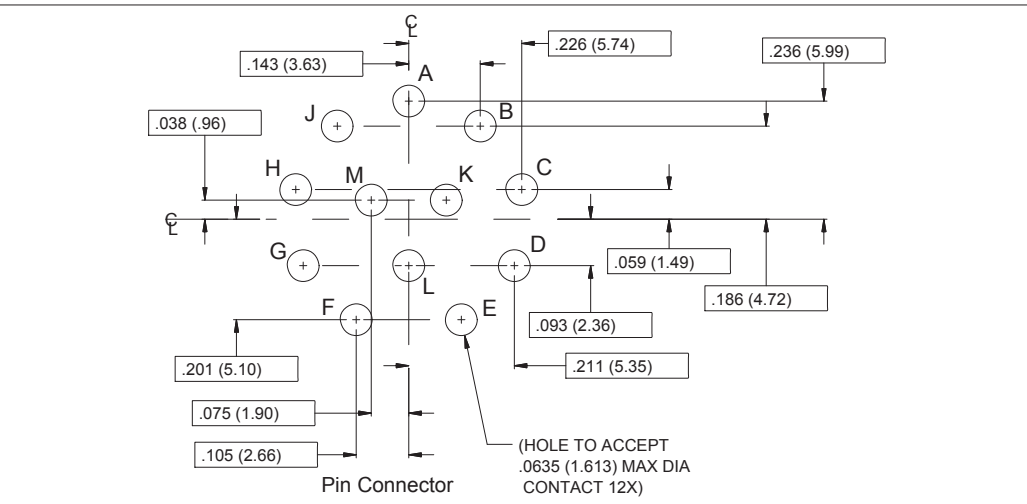 ℄
.226 (5.74)
.236 (5.99)
.143 (3.63)
A
J
B
.038 (.96)
H
M
K
C
℄
G
L
D
.059 (1.49)
.186 (4.72)
F
E
.093 (2.36)
.201 (5.10)
.211 (5.35)
.075 (1.90)
.105 (2.66)
(HOLE TO ACCEPT
.0635 (1.613) MAX DIA
CONTACT 12X)
Pin Connector